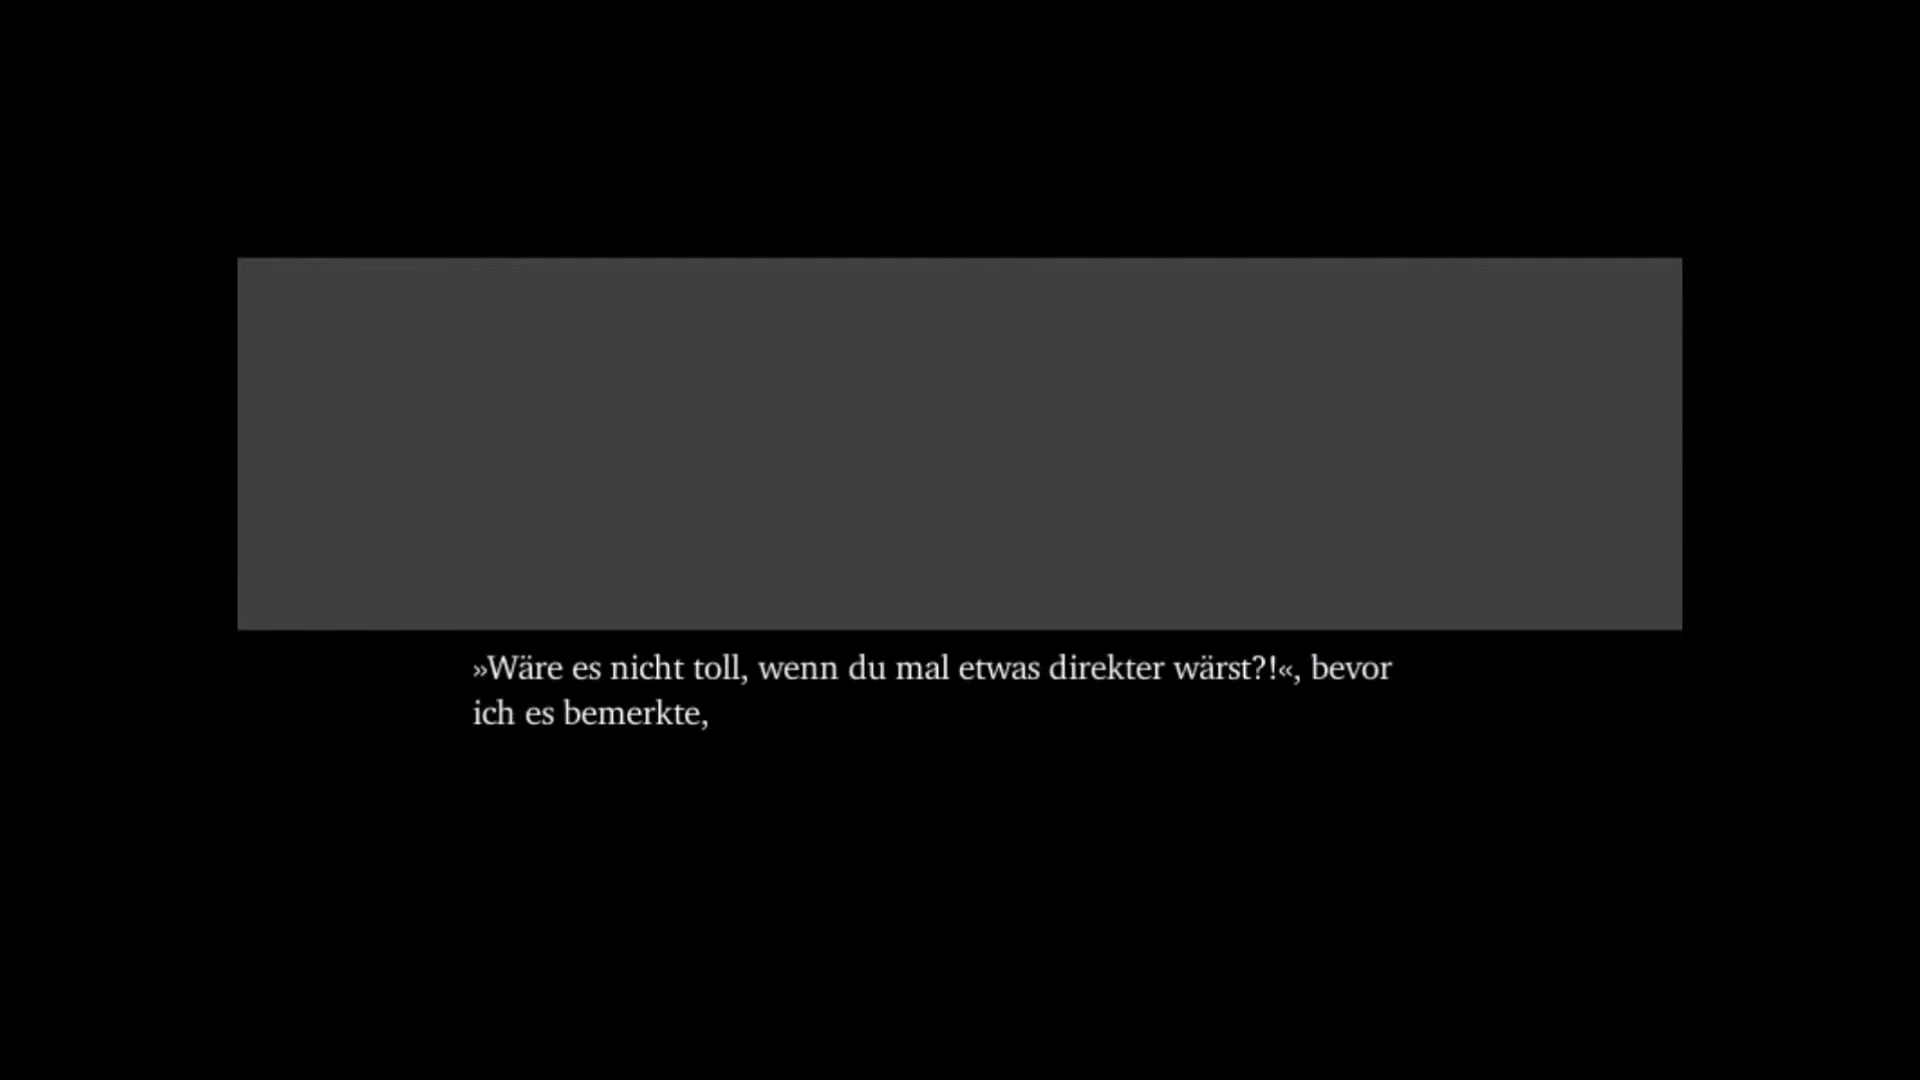 »Wäre es nicht toll, wenn du mal etwas direkter wärst?!«, bevor
ich es bemerkte,